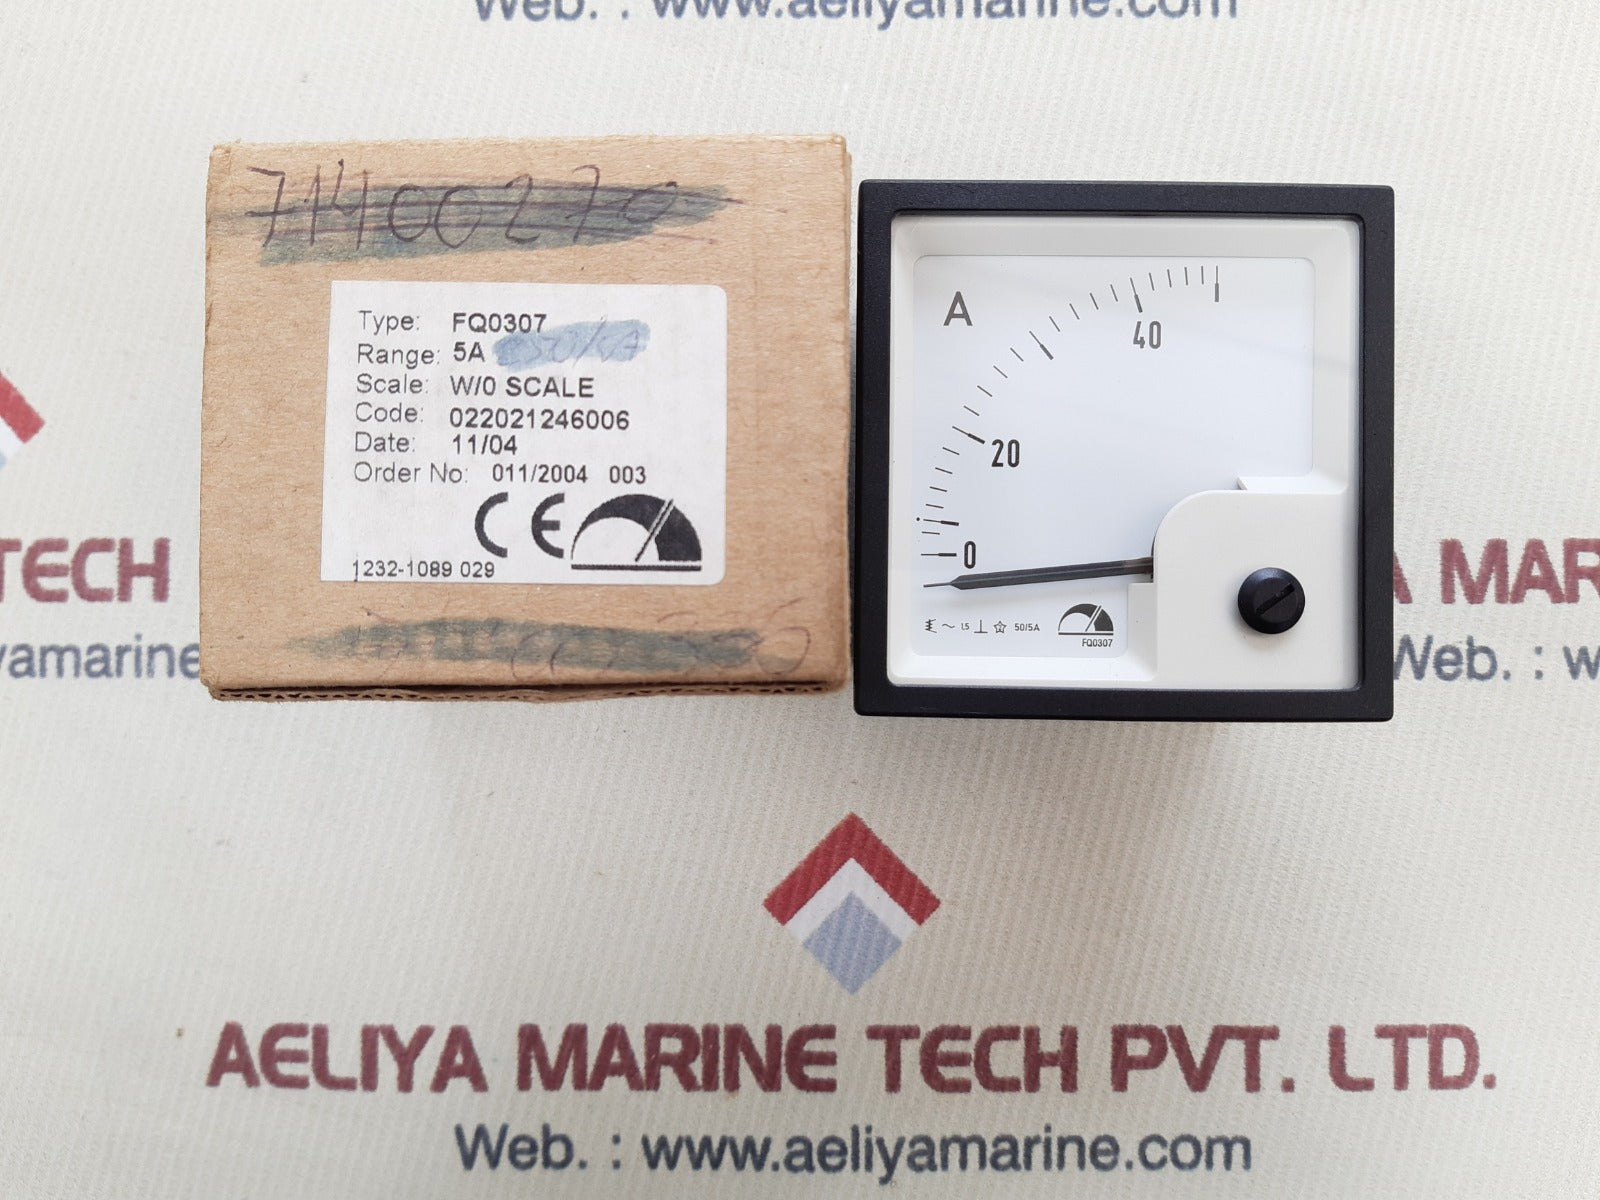 Web. : www.aeliyamarine.com
71400270
Type: FQ0307
Range: 5A
Scale: W/0 SCALE
Code: 022021246006
Date: 11/04
Order No: 011/2004 003
CE
1232-1089 029
A
40
20
0
~ 1.5 2 50/5A
FQ0307
TECH
yamarine
A MAR
Web. : w
AELIYA MARINE TECH PVT. LTD.
Web. : www.aeliyamarine.com